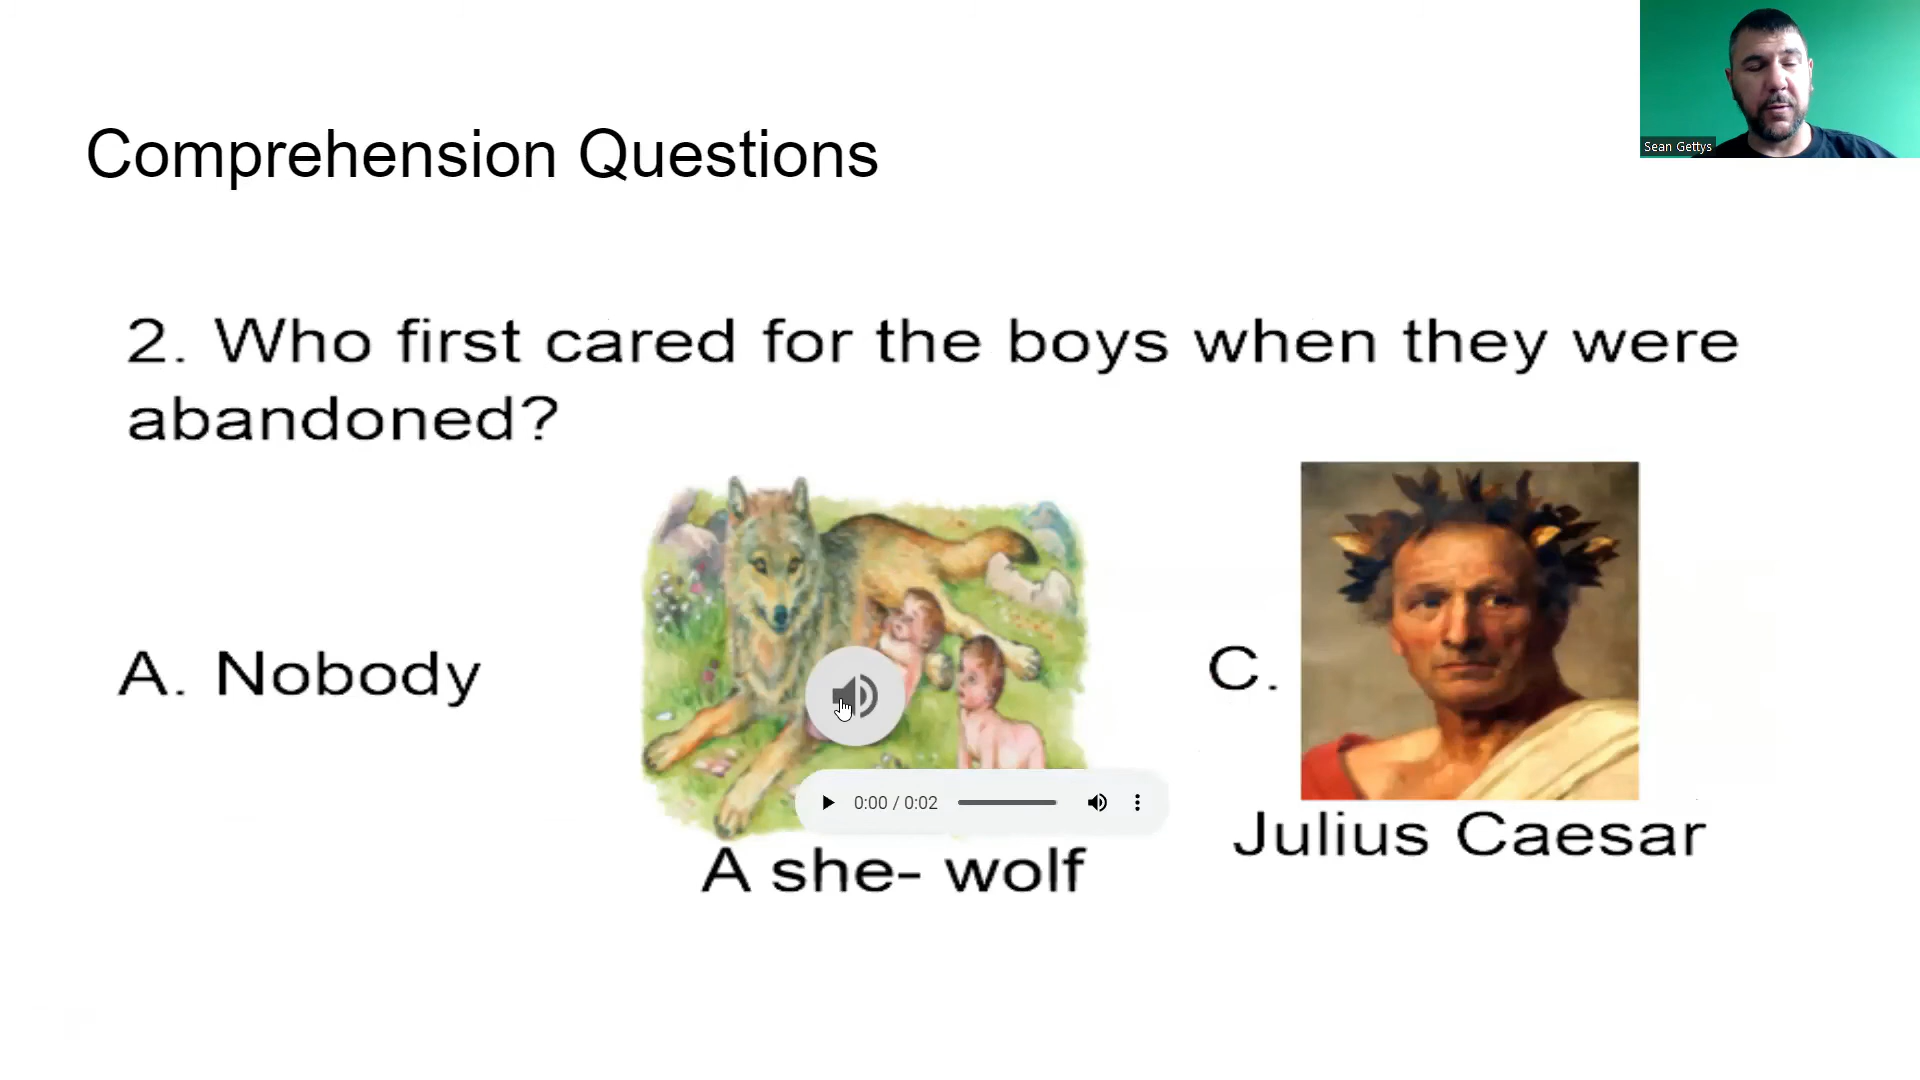 Sean Gettys
Comprehension Questions
2. Who first cared for the boys when they were
abandoned?
A. Nobody
C.
0:00 / 0:02
A she- wolf
Julius Caesar